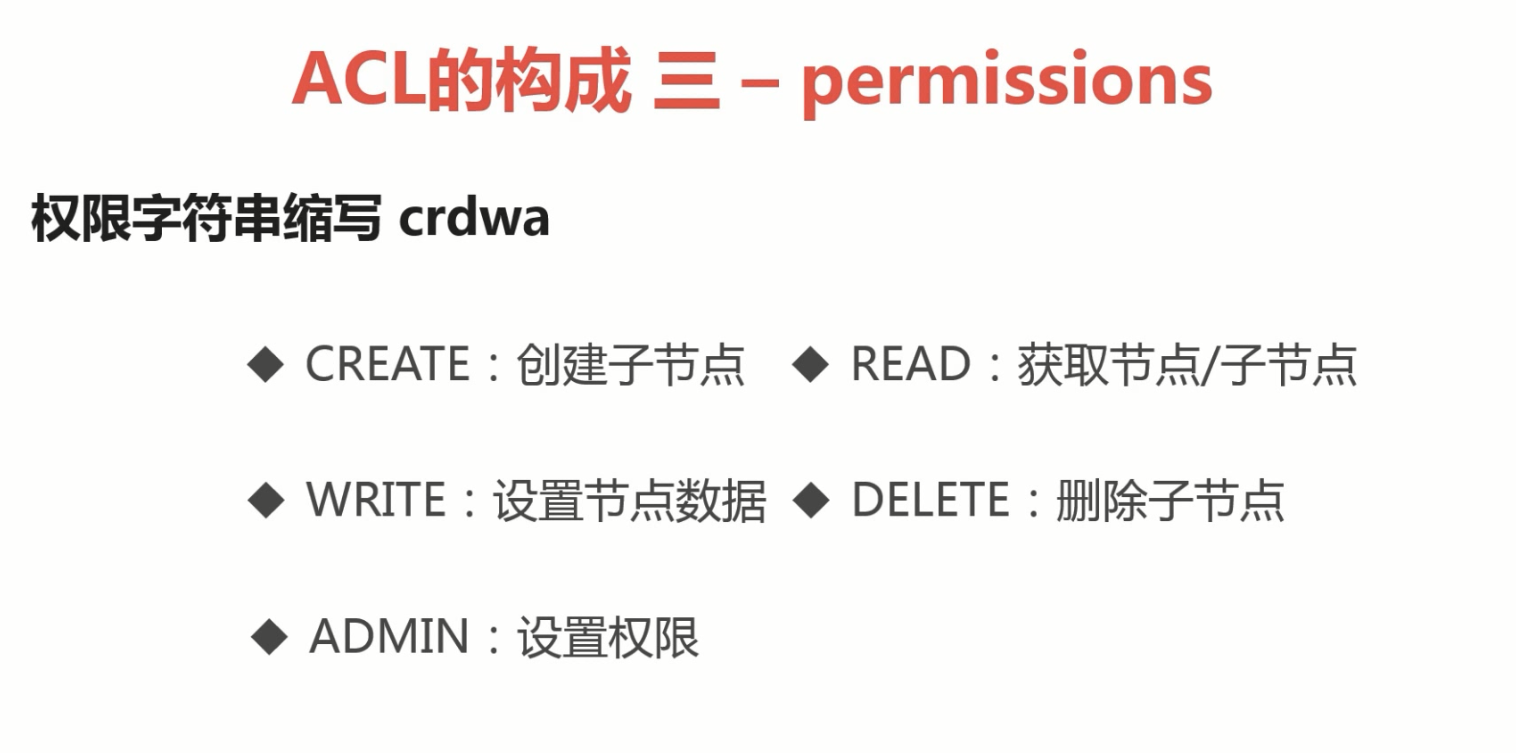 ACL的构成 三 – permissions
权限字符串缩写 crdwa
◆ CREATE：创建子节点 ◆ READ：获取节点/子节点
◆ WRITE：设置节点数据 ◆ DELETE：删除子节点
◆ ADMIN：设置权限